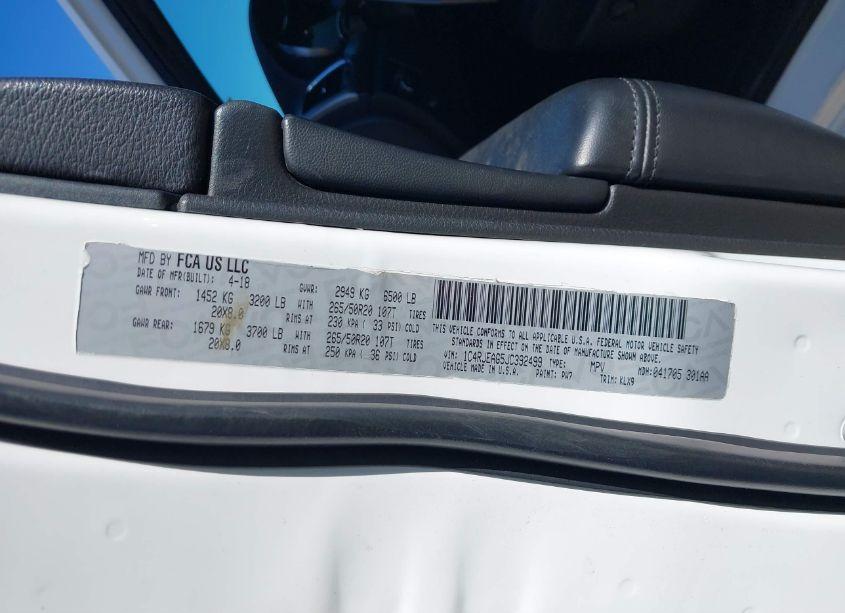 MFD BY FCA US LLC
DATE OF MFR(BUILT): 4-18
GVWR: 2949 KG 6500 LB
GAWR FRONT: 1452 KG 3200 LB WITH 265/50R20 107T TIRES
20X8.0 RIMS AT 230 KPA ( 33 PSI) COLD
GAWR REAR: 1679 KG 3700 LB WITH 265/50R20 107T TIRES
20X8.0 RIMS AT 250 KPA ( 36 PSI) COLD
THIS VEHICLE CONFORMS TO ALL APPLICABLE U.S.A. FEDERAL MOTOR VEHICLE SAFETY
STANDARDS IN EFFECT ON THE DATE OF MANUFACTURE SHOWN ABOVE.
VIN: 1C4RJEAG5JC392499 TYPE: MPV MDH:041705 301AA
VEHICLE MADE IN U.S.A. PAINT: PW7 TRIM: KLX9